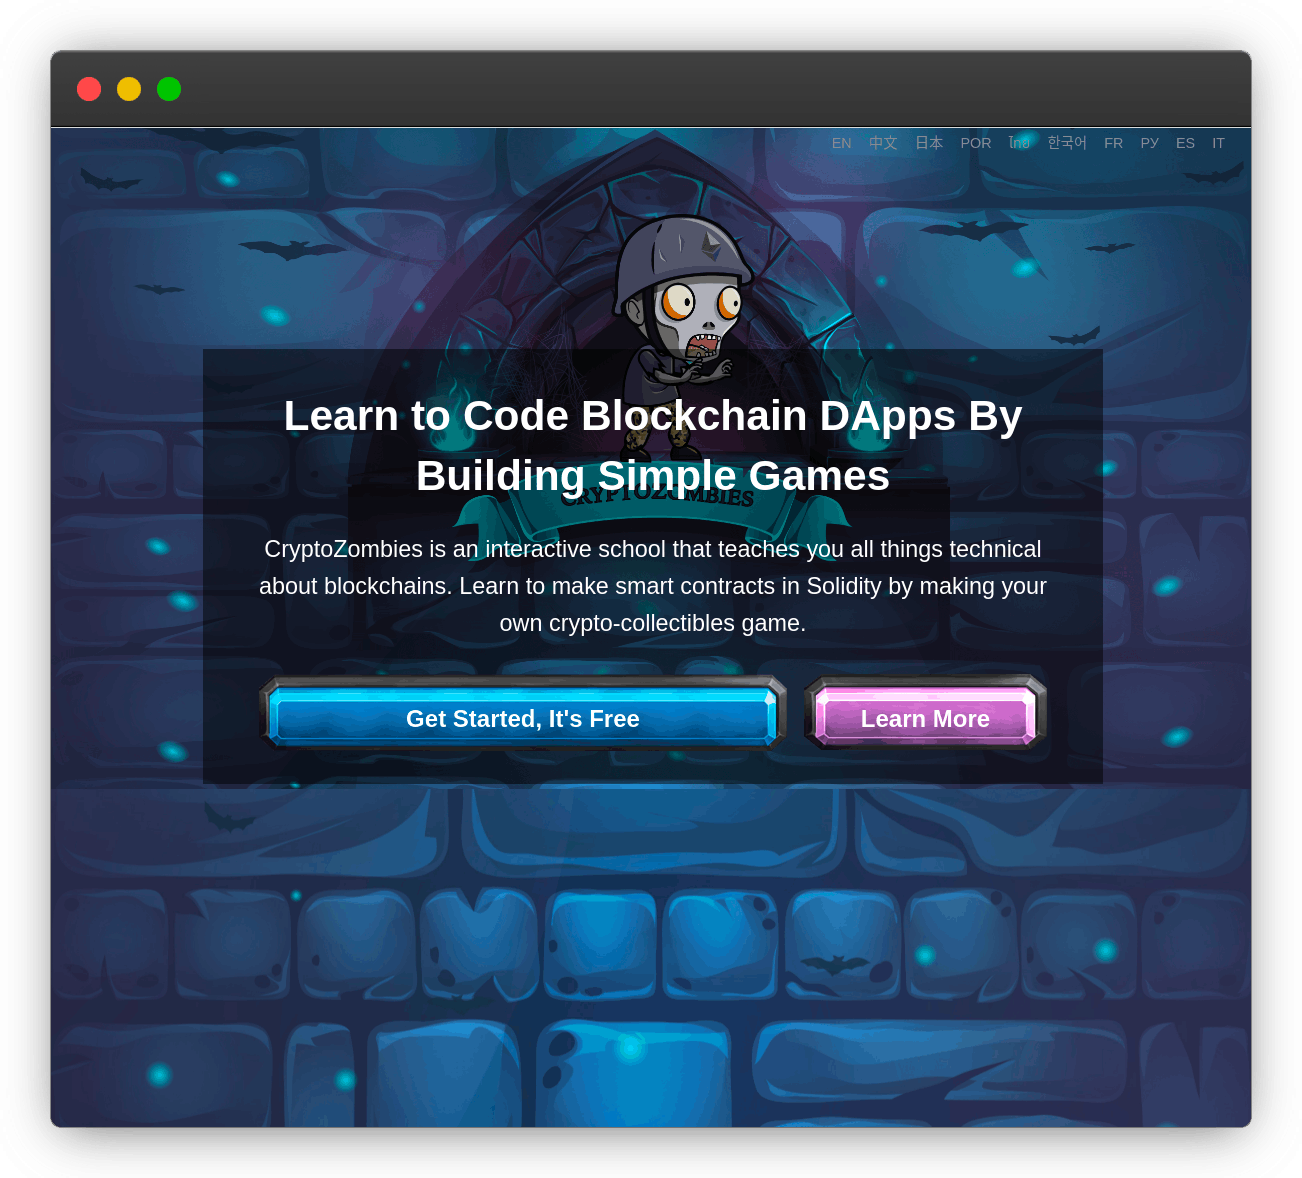 EN 中文 日本 POR ไทย 한국어 FR РУ ES IT
Learn to Code Blockchain DApps By
Building Simple Games
CRYPTOZOMBIES
CryptoZombies is an interactive school that teaches you all things technical
about blockchains. Learn to make smart contracts in Solidity by making your
own crypto-collectibles game.
Get Started, It's Free
Learn More